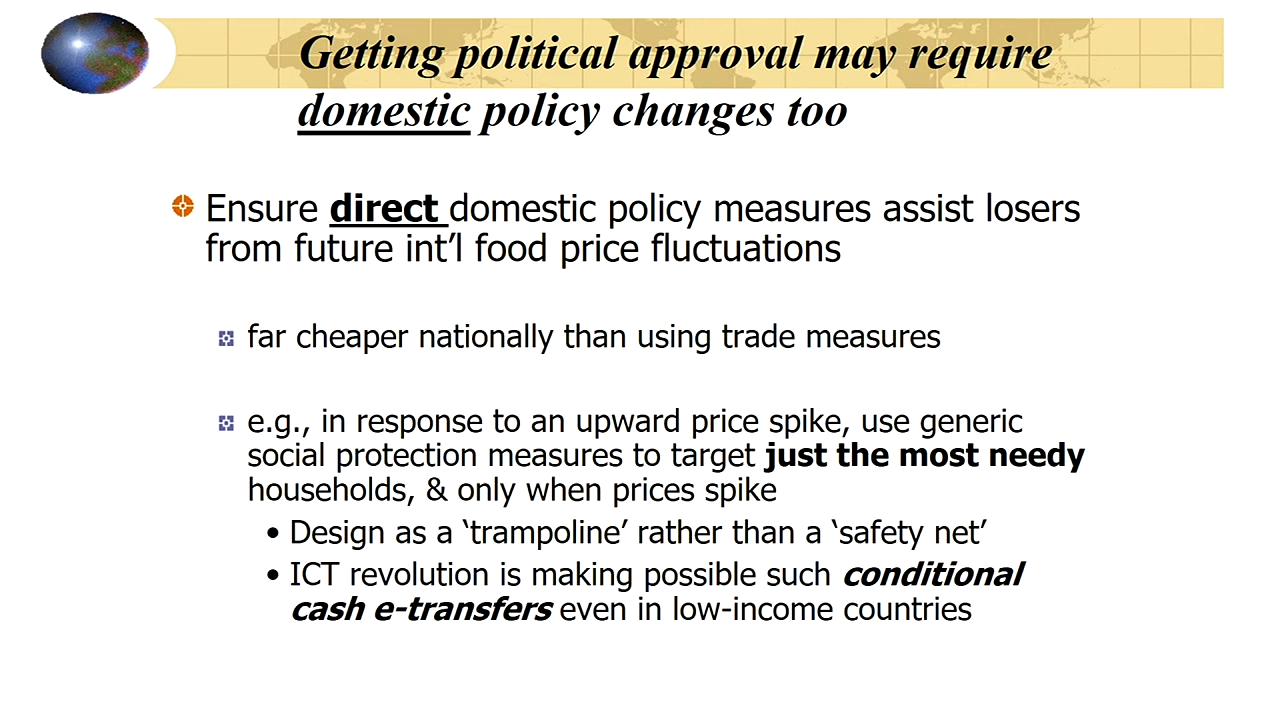 Getting political approval may require
domestic policy changes too
Ensure direct domestic policy measures assist losers
from future int’l food price fluctuations
far cheaper nationally than using trade measures
e.g., in response to an upward price spike, use generic
social protection measures to target just the most needy
households, & only when prices spike
• Design as a ‘trampoline’ rather than a ‘safety net’
• ICT revolution is making possible such conditional
cash e-transfers even in low-income countries